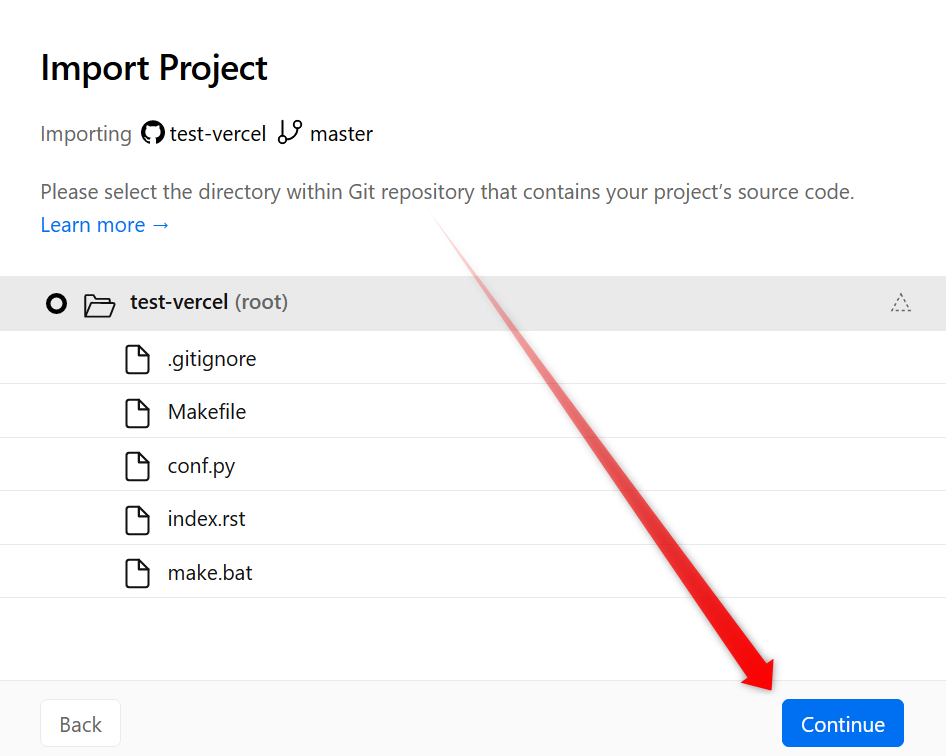 Import Project
Importing test-vercel master
Please select the directory within Git repository that contains your project’s source code.
Learn more →
test-vercel (root)
.gitignore
Makefile
conf.py
index.rst
make.bat
Back Continue